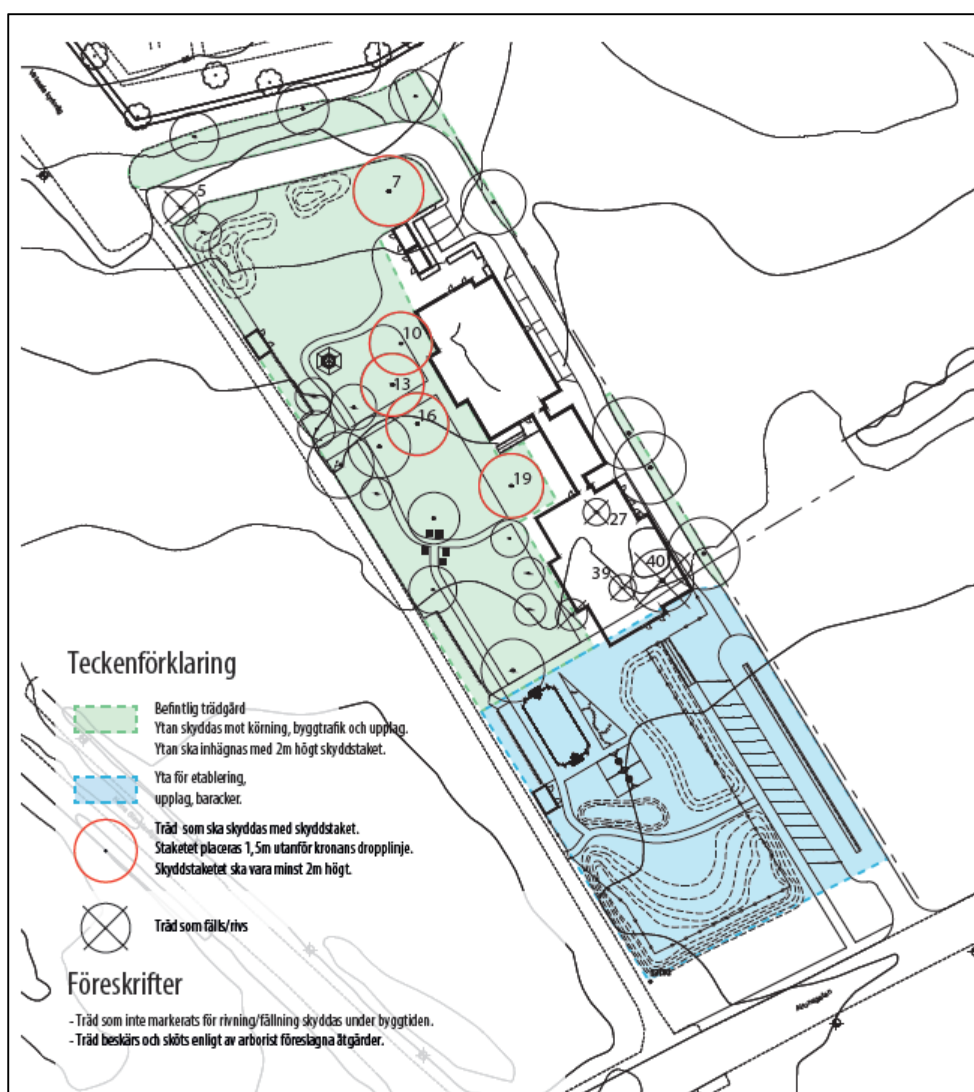 5
7
10
13
16
19
27
39
40
Teckenförklaring
Befintlig trädgård
Ytan skyddas mot körning, byggtrafik och upplag.
Ytan ska inhägnas med 2m högt skyddstaket.
Yta för etablering,
upplag, baracker.
Träd som ska skyddas med skyddstaket.
Staketet placeras 1,5m utanför kronans dropplinje.
Skyddstaketet ska vara minst 2m högt.
Träd som fälls/rivs
Föreskrifter
- Träd som inte markerats för rivning/fällning skyddas under byggtiden.
- Träd beskärs och sköts enligt av arborist föreslagna åtgärder.